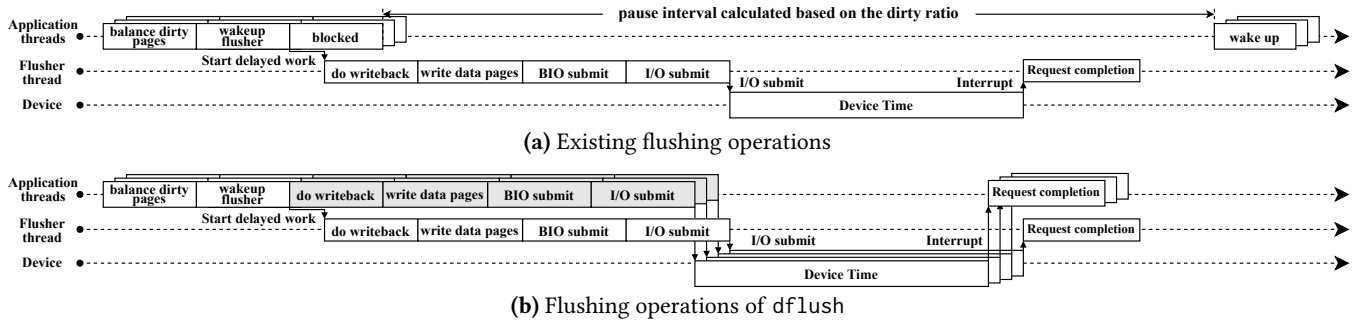 pause interval calculated based on the dirty ratio
Application threads
balance dirty pages
wakeup flusher
blocked
wake up
Start delayed work
Flusher thread
do writeback
write data pages
BIO submit
I/O submit
Request completion
I/O submit
Interrupt
Device
Device Time
(a) Existing flushing operations
Application threads
balance dirty pages
wakeup flusher
do writeback
write data pages
BIO submit
I/O submit
Request completion
Start delayed work
Flusher thread
do writeback
write data pages
BIO submit
I/O submit
Request completion
I/O submit
Interrupt
Device
Device Time
(b) Flushing operations of dflush